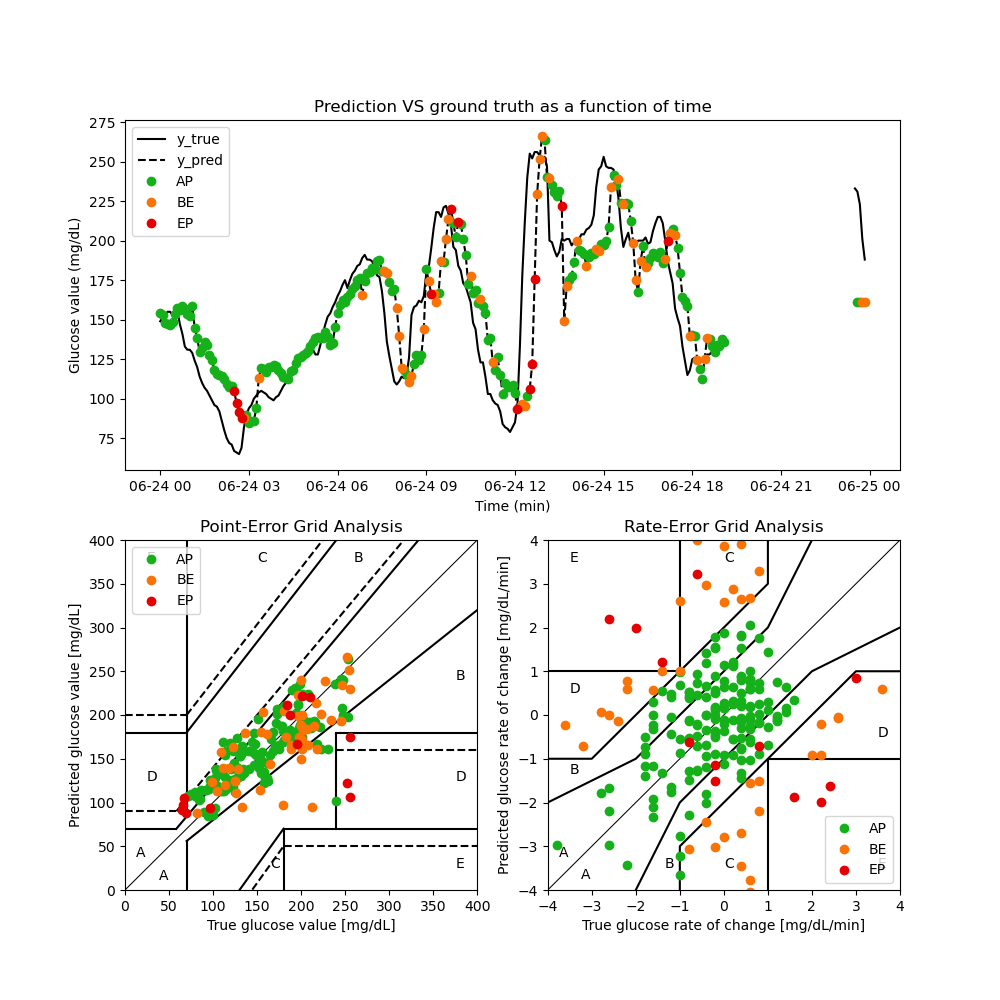 Prediction VS ground truth as a function of time
Glucose value (mg/dL)
275
250
225
200
175
150
125
100
75
y_true
y_pred
AP
BE
EP
06-24 00 06-24 03 06-24 06 06-24 09 06-24 12 06-24 15 06-24 18 06-24 21 06-25 00
Time (min)
Point-Error Grid Analysis
Predicted glucose value [mg/dL]
400
350
300
250
200
150
100
50
0
AP
BE
EP
C
B
B
D
D
A
A
C
E
0 50 100 150 200 250 300 350 400
True glucose value [mg/dL]
Rate-Error Grid Analysis
Predicted glucose rate of change [mg/dL/min]
4
3
2
1
0
−1
−2
−3
−4
E
C
D
D
B
A
A
B
C
AP
BE
EP
−4 −3 −2 −1 0 1 2 3 4
True glucose rate of change [mg/dL/min]